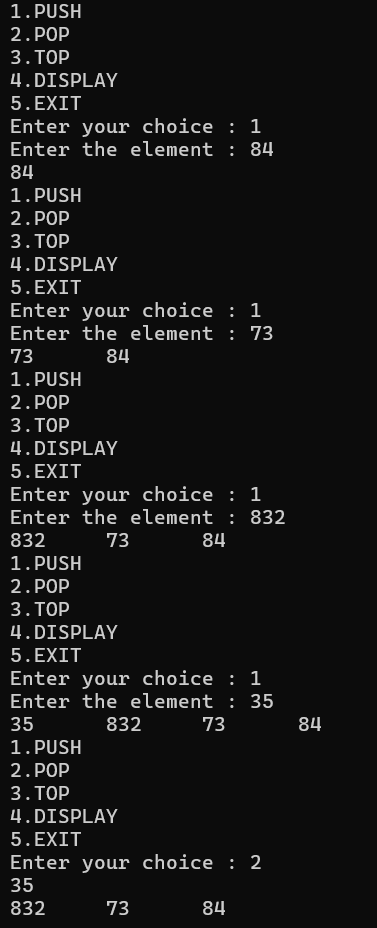 1.PUSH
2.POP
3.TOP
4.DISPLAY
5.EXIT
Enter your choice : 1
Enter the element : 84
84
1.PUSH
2.POP
3.TOP
4.DISPLAY
5.EXIT
Enter your choice : 1
Enter the element : 73
73      84
1.PUSH
2.POP
3.TOP
4.DISPLAY
5.EXIT
Enter your choice : 1
Enter the element : 832
832     73      84
1.PUSH
2.POP
3.TOP
4.DISPLAY
5.EXIT
Enter your choice : 1
Enter the element : 35
35      832     73      84
1.PUSH
2.POP
3.TOP
4.DISPLAY
5.EXIT
Enter your choice : 2
35
832     73      84